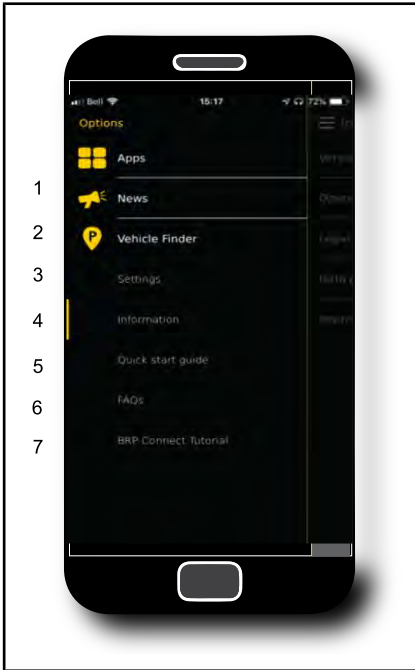 Bell 15:17 72%
Options
Apps
1 News
2 Vehicle Finder
3 Settings
4 Information
5 Quick start guide
6 FAQs
7 BRP Connect Tutorial